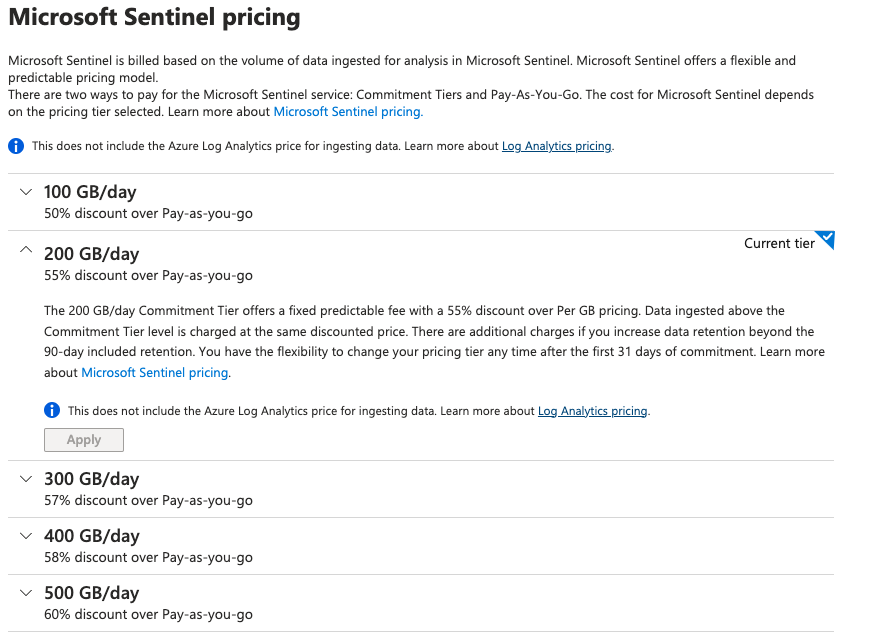 Microsoft Sentinel pricing
Microsoft Sentinel is billed based on the volume of data ingested for analysis in Microsoft Sentinel. Microsoft Sentinel offers a flexible and
predictable pricing model.
There are two ways to pay for the Microsoft Sentinel service: Commitment Tiers and Pay-As-You-Go. The cost for Microsoft Sentinel depends
on the pricing tier selected. Learn more about Microsoft Sentinel pricing.
This does not include the Azure Log Analytics price for ingesting data. Learn more about Log Analytics pricing.
100 GB/day
50% discount over Pay-as-you-go
Current tier
200 GB/day
55% discount over Pay-as-you-go
The 200 GB/day Commitment Tier offers a fixed predictable fee with a 55% discount over Per GB pricing. Data ingested above the
Commitment Tier level is charged at the same discounted price. There are additional charges if you increase data retention beyond the
90-day included retention. You have the flexibility to change your pricing tier any time after the first 31 days of commitment. Learn more
about Microsoft Sentinel pricing.
This does not include the Azure Log Analytics price for ingesting data. Learn more about Log Analytics pricing.
Apply
300 GB/day
57% discount over Pay-as-you-go
400 GB/day
58% discount over Pay-as-you-go
500 GB/day
60% discount over Pay-as-you-go